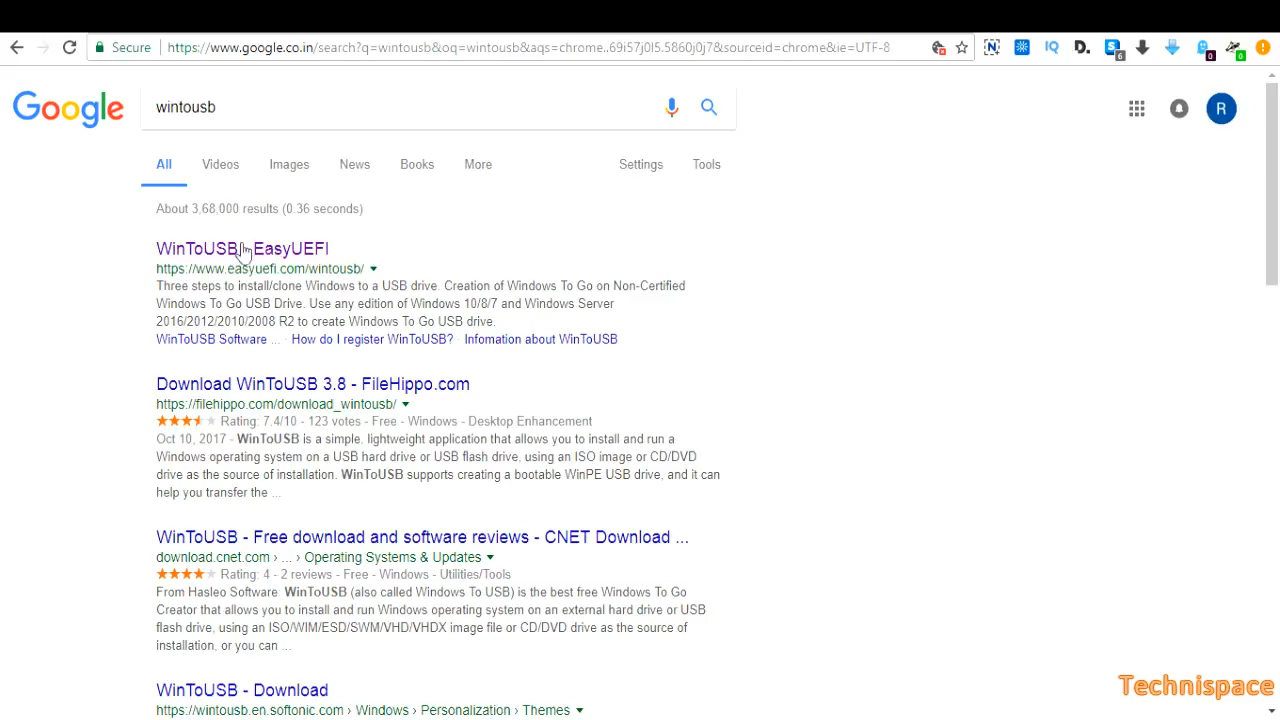 Secure https://www.google.co.in/search?q=wintousb&oq=wintousb&aqs=chrome..69i57j0l5.5860j0j7&sourceid=chrome&ie=UTF-8
N IQ D. S 6 0 0
Google wintousb R
All Videos Images News Books More Settings Tools
About 3,68,000 results (0.36 seconds)
WinToUSB EasyUEFI
https://www.easyuefi.com/wintousb/
Three steps to install/clone Windows to a USB drive. Creation of Windows To Go on Non-Certified
Windows To Go USB Drive. Use any edition of Windows 10/8/7 and Windows Server
2016/2012/2010/2008 R2 to create Windows To Go USB drive.
WinToUSB Software ... · How do I register WinToUSB? · Infomation about WinToUSB
Download WinToUSB 3.8 - FileHippo.com
https://filehippo.com/download_wintousb/
Rating: 7.4/10 - 123 votes - Free - Windows - Desktop Enhancement
Oct 10, 2017 - WinToUSB is a simple. lightweight application that allows you to install and run a
Windows operating system on a USB hard drive or USB flash drive, using an ISO image or CD/DVD
drive as the source of installation. WinToUSB supports creating a bootable WinPE USB drive, and it can
help you transfer the ...
WinToUSB - Free download and software reviews - CNET Download ...
download.cnet.com › ... › Operating Systems & Updates
Rating: 4 - 2 reviews - Free - Windows - Utilities/Tools
From Hasleo Software. WinToUSB (also called Windows To USB) is the best free Windows To Go
Creator that allows you to install and run Windows operating system on an external hard drive or USB
flash drive, using an ISO/WIM/ESD/SWM/VHD/VHDX image file or CD/DVD drive as the source of
installation, or you can ...
WinToUSB - Download
https://wintousb.en.softonic.com › Windows › Personalization › Themes
Technispace